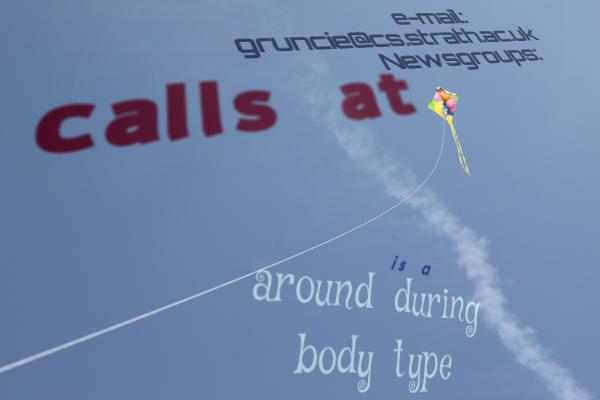 e-mail:
gruncie@cs.strath.ac.uk
Newsgroups:
calls at
is a
around during
body type